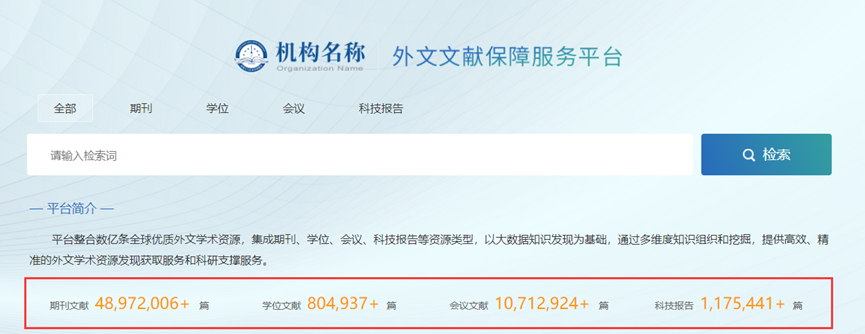 机构名称 外文文献保障服务平台
Organization Name
全部 期刊 学位 会议 科技报告
请输入检索词 检索
— 平台简介 —
平台整合数亿条全球优质外文学术资源，集成期刊、学位、会议、科技报告等资源类型，以大数据知识发现为基础，通过多维度知识组织和挖掘，提供高效、精
准的外文学术资源发现获取服务和科研支撑服务。
期刊文献 48,972,006+ 篇 学位文献 804,937+ 篇 会议文献 10,712,924+ 篇 科技报告 1,175,441+ 篇